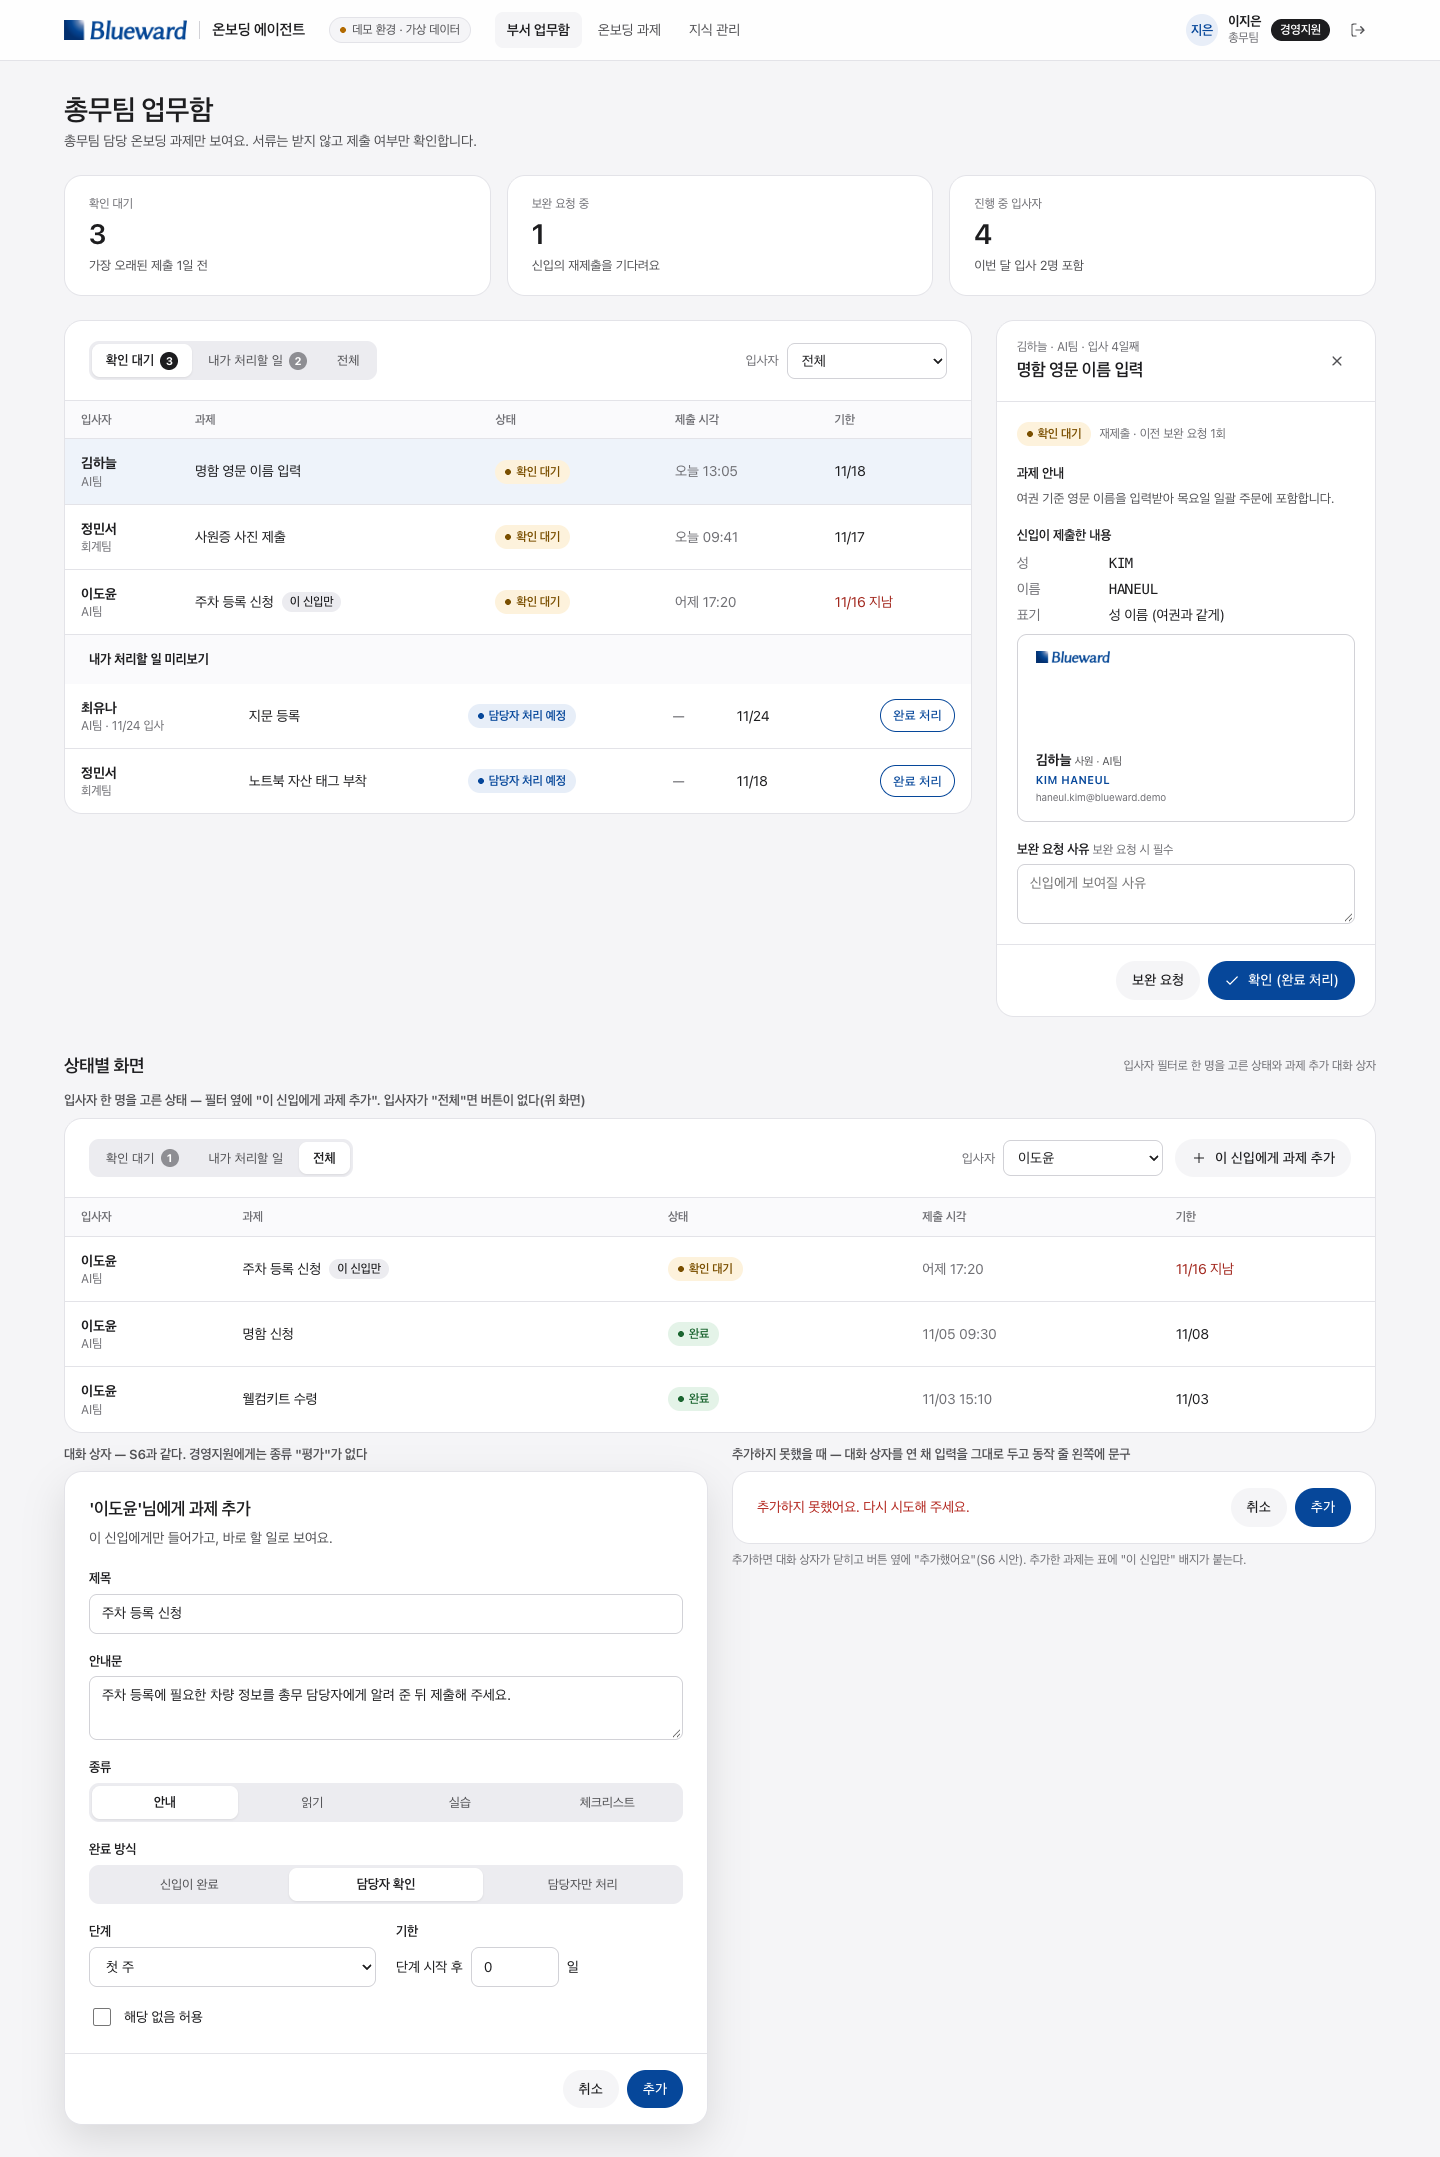 Blueward 온보딩 에이전트 데모 환경 · 가상 데이터 부서 업무함 온보딩 과제 지식 관리 지은 이지은 총무팀 경영지원
총무팀 업무함
총무팀 담당 온보딩 과제만 보여요. 서류는 받지 않고 제출 여부만 확인합니다.
확인 대기
3
가장 오래된 제출 1일 전
보완 요청 중
1
신입의 재제출을 기다려요
진행 중 입사자
4
이번 달 입사 2명 포함
확인 대기 3 내가 처리할 일 2 전체 입사자 전체
입사자 과제 상태 제출 시각 기한
김하늘 명함 영문 이름 입력 확인 대기 오늘 13:05 11/18
AI팀
정민서 사원증 사진 제출 확인 대기 오늘 09:41 11/17
회계팀
이도윤 주차 등록 신청 이 신입만 확인 대기 어제 17:20 11/16 지남
AI팀
내가 처리할 일 미리보기
최유나 지문 등록 담당자 처리 예정 — 11/24 완료 처리
AI팀 · 11/24 입사
정민서 노트북 자산 태그 부착 담당자 처리 예정 — 11/18 완료 처리
회계팀
김하늘 · AI팀 · 입사 4일째
명함 영문 이름 입력
확인 대기 재제출 · 이전 보완 요청 1회
과제 안내
여권 기준 영문 이름을 입력받아 목요일 일괄 주문에 포함합니다.
신입이 제출한 내용
성 KIM
이름 HANEUL
표기 성 이름 (여권과 같게)
Blueward
김하늘 사원 · AI팀
KIM HANEUL
haneul.kim@blueward.demo
보완 요청 사유 보완 요청 시 필수
신입에게 보여질 사유
보완 요청 확인 (완료 처리)
상태별 화면 입사자 필터로 한 명을 고른 상태와 과제 추가 대화 상자
입사자 한 명을 고른 상태 — 필터 옆에 "이 신입에게 과제 추가". 입사자가 "전체"면 버튼이 없다(위 화면)
확인 대기 1 내가 처리할 일 전체 입사자 이도윤 이 신입에게 과제 추가
입사자 과제 상태 제출 시각 기한
이도윤 주차 등록 신청 이 신입만 확인 대기 어제 17:20 11/16 지남
AI팀
이도윤 명함 신청 완료 11/05 09:30 11/08
AI팀
이도윤 웰컴키트 수령 완료 11/03 15:10 11/03
AI팀
대화 상자 — S6과 같다. 경영지원에게는 종류 "평가"가 없다
'이도윤'님에게 과제 추가
이 신입에게만 들어가고, 바로 할 일로 보여요.
제목
주차 등록 신청
안내문
주차 등록에 필요한 차량 정보를 총무 담당자에게 알려 준 뒤 제출해 주세요.
종류
안내 읽기 실습 체크리스트
완료 방식
신입이 완료 담당자 확인 담당자만 처리
단계 기한
첫 주 단계 시작 후 0 일
해당 없음 허용
취소 추가
추가하지 못했을 때 — 대화 상자를 연 채 입력을 그대로 두고 동작 줄 왼쪽에 문구
추가하지 못했어요. 다시 시도해 주세요. 취소 추가
추가하면 대화 상자가 닫히고 버튼 옆에 "추가했어요"(S6 시안). 추가한 과제는 표에 "이 신입만" 배지가 붙는다.